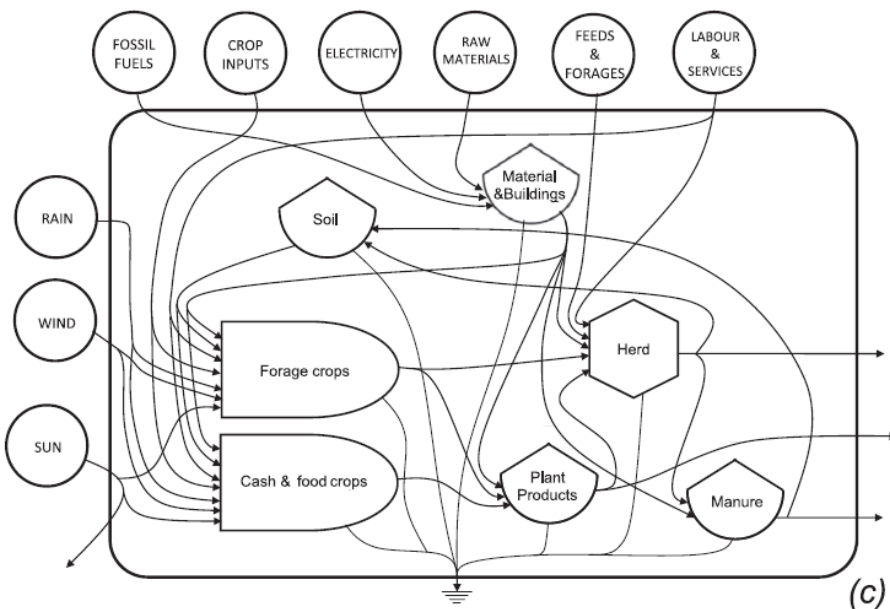 FOSSIL
FUELS
CROP
INPUTS
ELECTRICITY
RAW
MATERIALS
FEEDS
&
FORAGES
LABOUR
&
SERVICES
Material
&Buildings
Soil
RAIN
WIND
Herd
Forage crops
SUN
Cash & food crops
Plant
Products
Manure
(c)